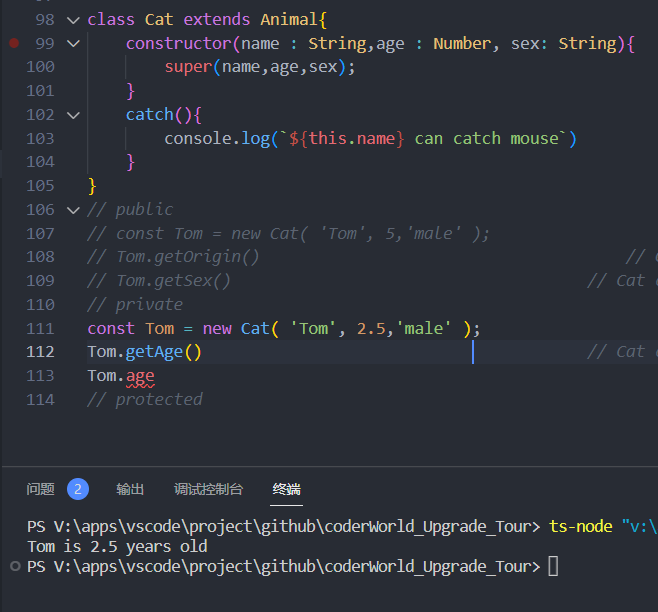 98 class Cat extends Animal{
99 constructor(name : String,age : Number, sex: String){
100 super(name,age,sex);
101 }
102 catch(){
103 console.log(`${this.name} can catch mouse`)
104 }
105 }
106 // public
107 // const Tom = new Cat( 'Tom', 5,'male' );
108 // Tom.getOrigin() //
109 // Tom.getSex() // Cat
110 // private
111 const Tom = new Cat( 'Tom', 2.5,'male' );
112 Tom.getAge() // Cat
113 Tom.age
114 // protected
问题 2 输出 调试控制台 终端
PS V:\apps\vscode\project\github\coderWorld_Upgrade_Tour> ts-node "v:\
Tom is 2.5 years old
PS V:\apps\vscode\project\github\coderWorld_Upgrade_Tour>